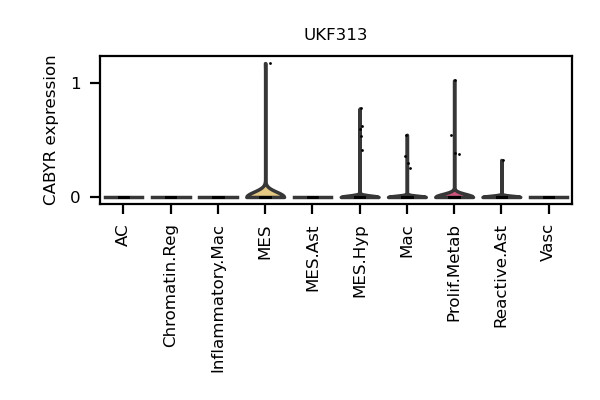 UKF313
CABYR expression
1
0
AC
Chromatin.Reg
Inflammatory.Mac
MES
MES.Ast
MES.Hyp
Mac
Prolif.Metab
Reactive.Ast
Vasc